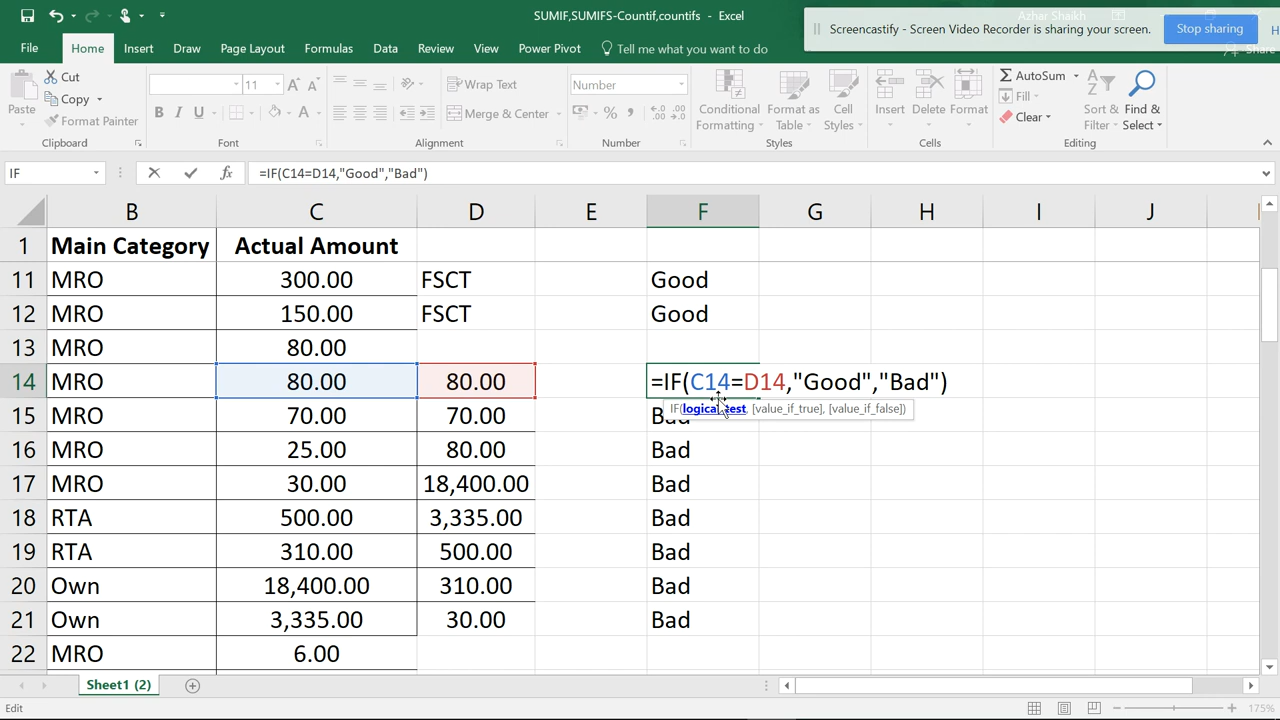 SUMIF,SUMIFS-Countif,countifs - Excel
Azhar Shaikh
Screencastify - Screen Video Recorder is sharing your screen.
Stop sharing
H
File Home Insert Draw Page Layout Formulas Data Review View Power Pivot Tell me what you want to do
Share
Paste
Cut
Copy
Format Painter
Clipboard
11
B I U
Font
Wrap Text
Merge & Center
Alignment
Number
Number
Conditional Formatting
Format as Table
Cell Styles
Styles
Insert Delete Format
Cells
AutoSum
Fill
Clear
Sort & Filter
Find & Select
Editing
IF fx =IF(C14=D14,"Good","Bad")
B C D E F G H I J
1 Main Category Actual Amount
11 MRO 300.00 FSCT Good
12 MRO 150.00 FSCT Good
13 MRO 80.00
14 MRO 80.00 80.00 =IF(C14=D14,"Good","Bad")
IF(logical_test, [value_if_true], [value_if_false])
15 MRO 70.00 70.00 Bad
16 MRO 25.00 80.00 Bad
17 MRO 30.00 18,400.00 Bad
18 RTA 500.00 3,335.00 Bad
19 RTA 310.00 500.00 Bad
20 Own 18,400.00 310.00 Bad
21 Own 3,335.00 30.00 Bad
22 MRO 6.00
Sheet1 (2)
Edit
175%